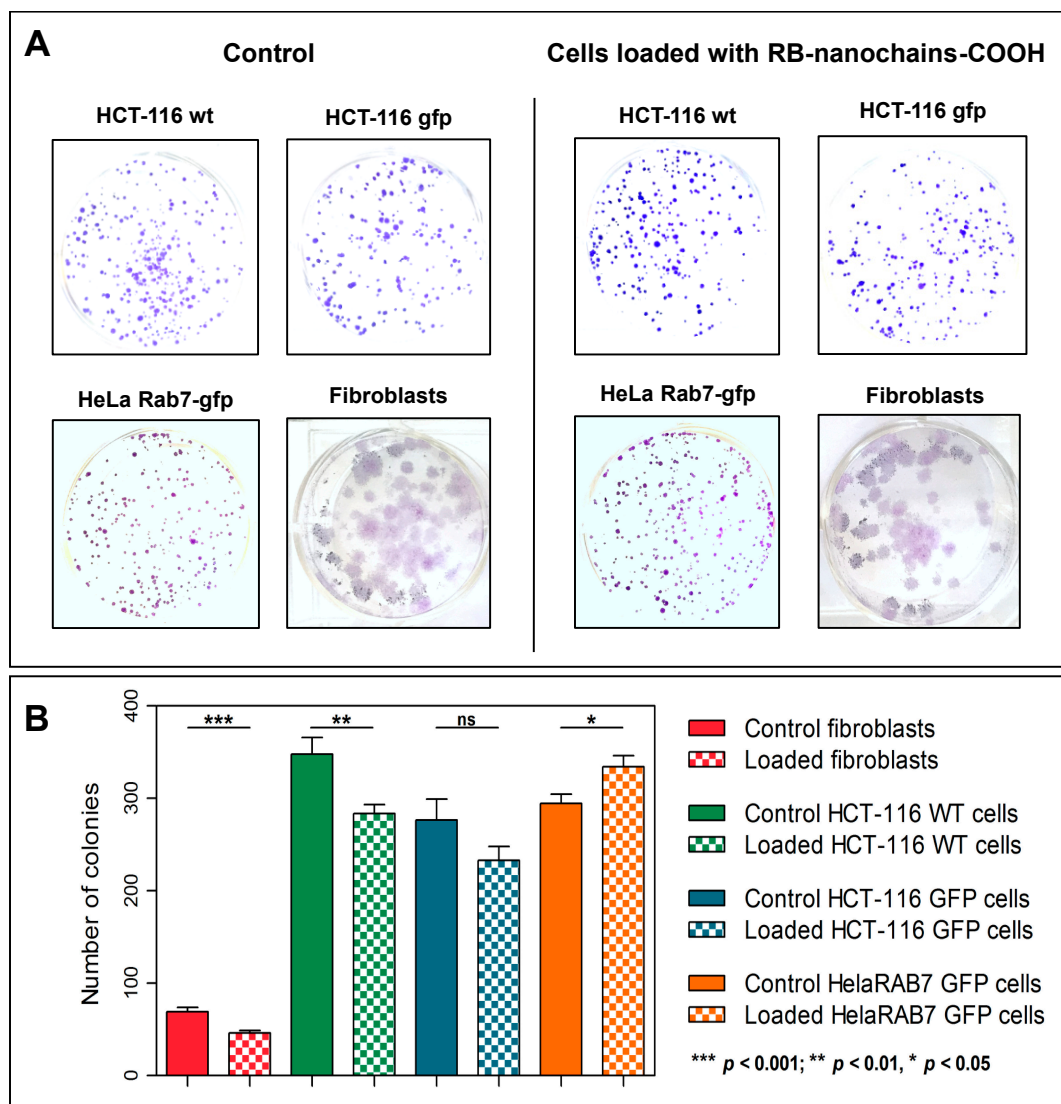 A
Control
Cells loaded with RB-nanochains-COOH
HCT-116 wt
HCT-116 gfp
HCT-116 wt
HCT-116 gfp
HeLa Rab7-gfp
Fibroblasts
HeLa Rab7-gfp
Fibroblasts
B
Number of colonies
400
300
200
100
0
***
**
ns
*
Control fibroblasts
Loaded fibroblasts
Control HCT-116 WT cells
Loaded HCT-116 WT cells
Control HCT-116 GFP cells
Loaded HCT-116 GFP cells
Control HelaRAB7 GFP cells
Loaded HelaRAB7 GFP cells
*** p < 0.001; ** p < 0.01, * p < 0.05